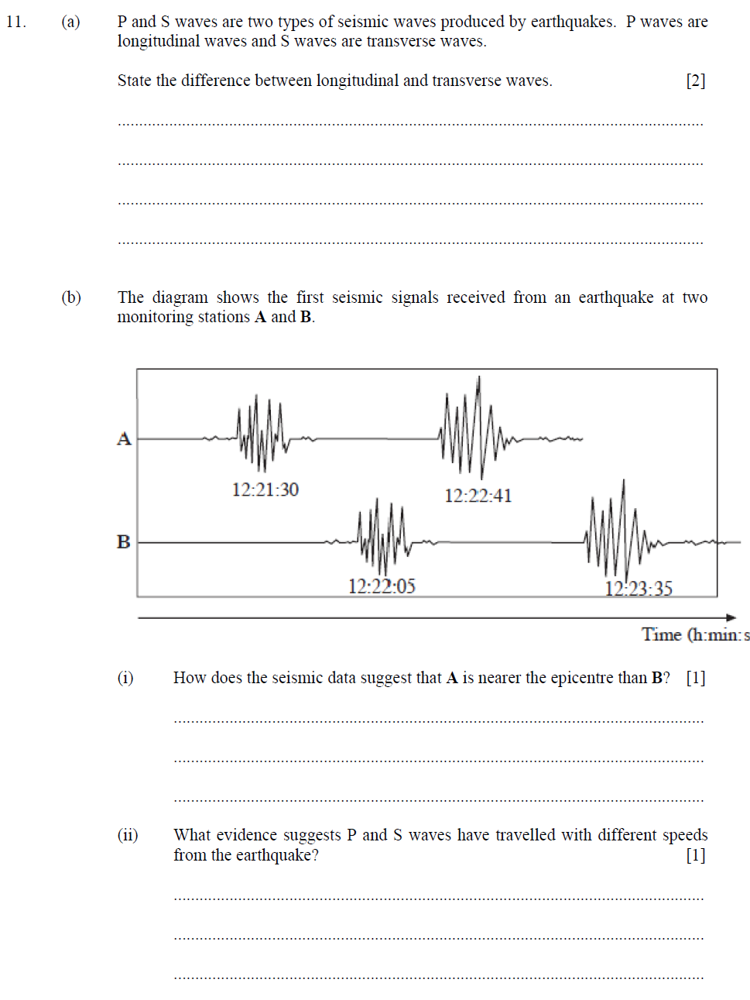 11. (a) P and S waves are two types of seismic waves produced by earthquakes. P waves are
longitudinal waves and S waves are transverse waves.
State the difference between longitudinal and transverse waves. [2]
(b) The diagram shows the first seismic signals received from an earthquake at two
monitoring stations A and B.
A
12:21:30
12:22:41
B
12:22:05
12:23:35
Time (h:min:s
(i) How does the seismic data suggest that A is nearer the epicentre than B? [1]
(ii) What evidence suggests P and S waves have travelled with different speeds
from the earthquake? [1]